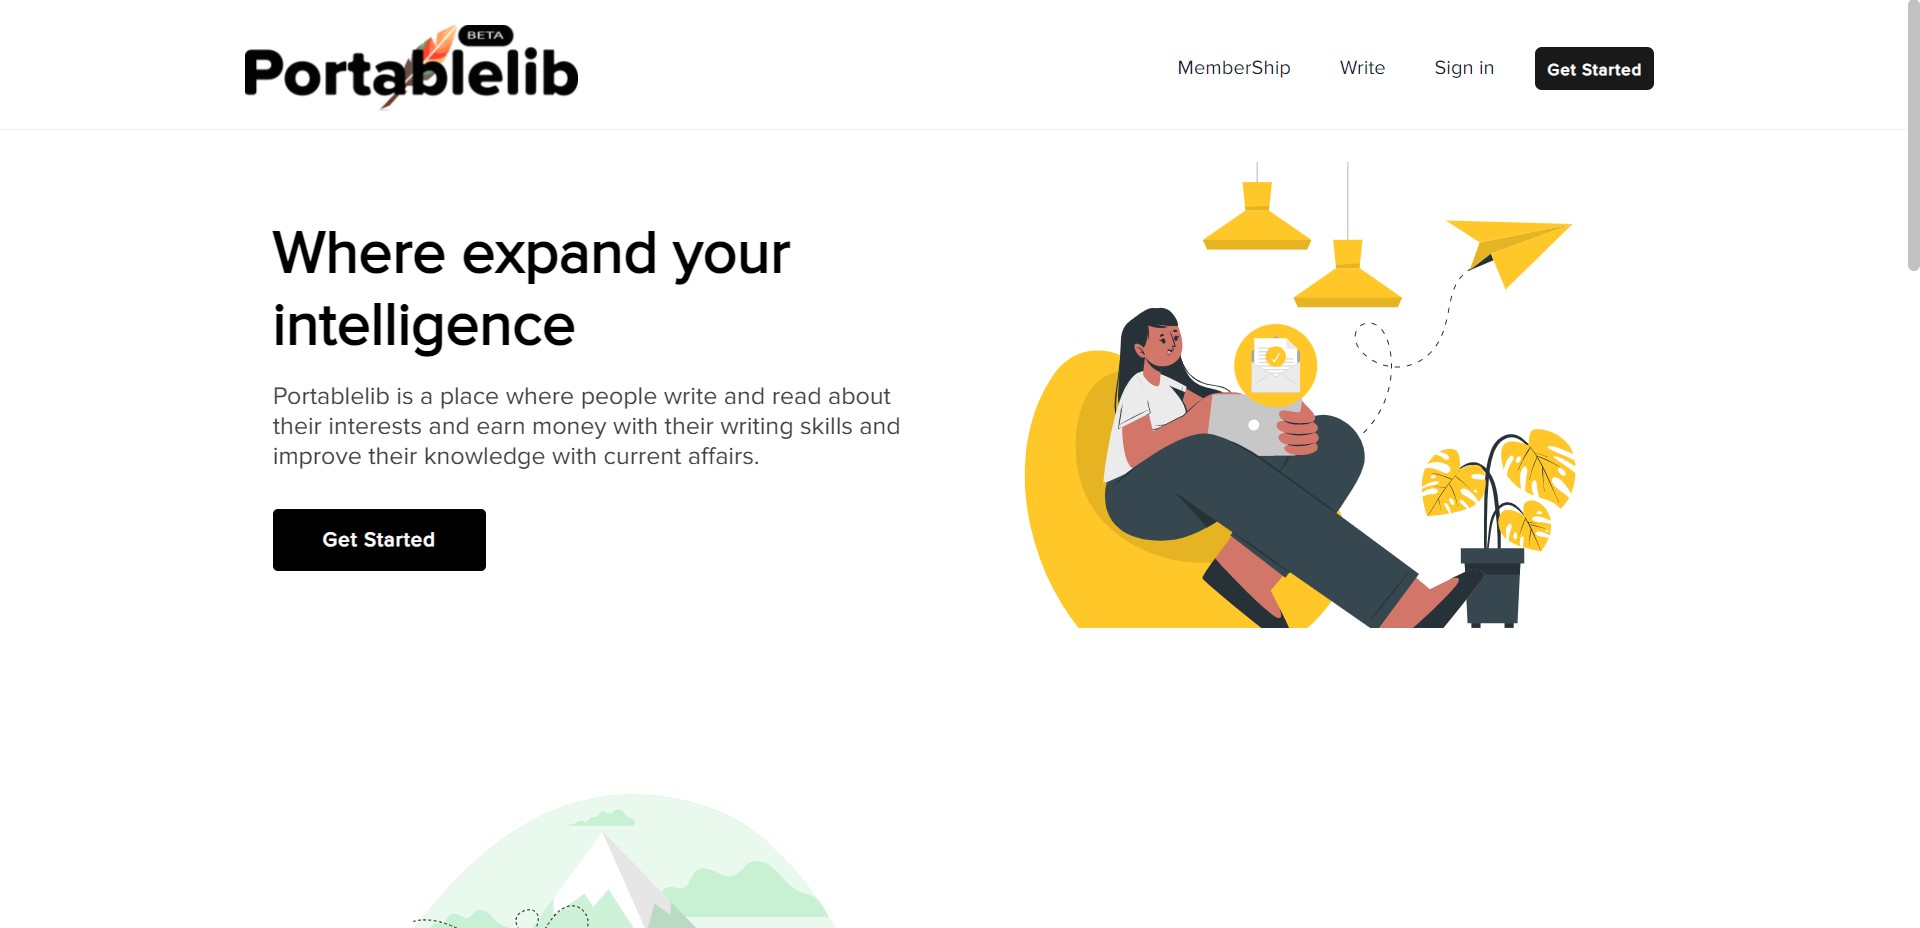 BETA
Portablelib
MemberShip
Write
Sign in
Get Started
Where expand your
intelligence
Portablelib is a place where people write and read about
their interests and earn money with their writing skills and
improve their knowledge with current affairs.
Get Started